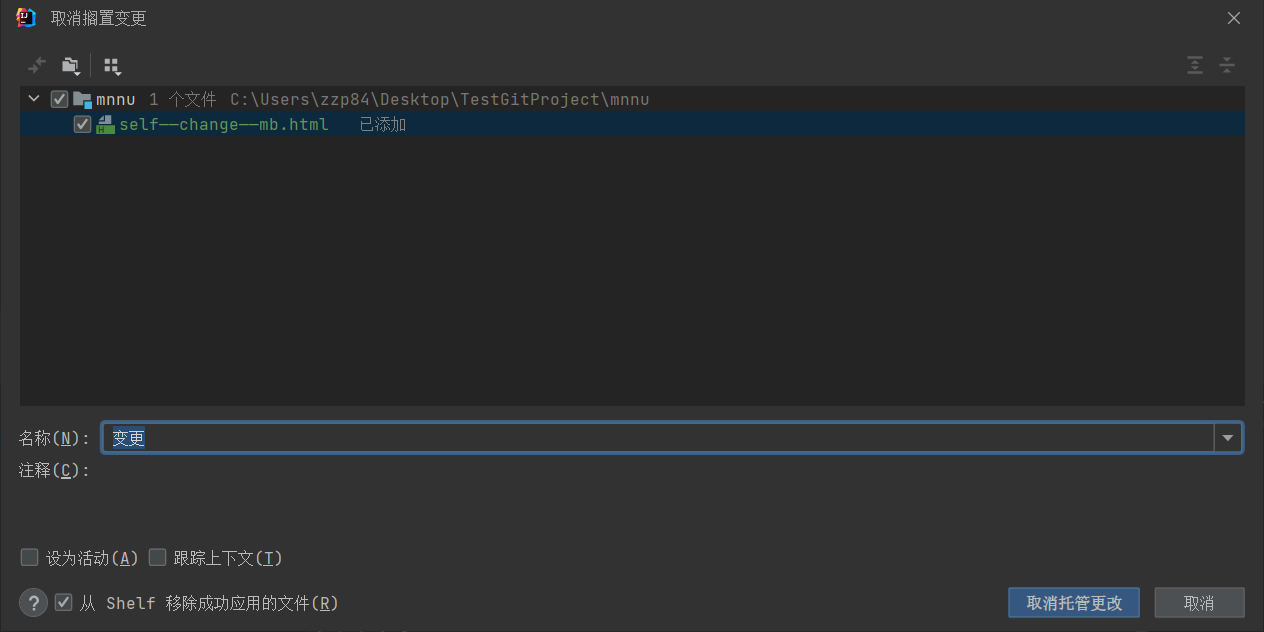 取消搁置变更
mnnu 1 个文件 C:\Users\zzp84\Desktop\TestGitProject\mnnu
self——change——mb.html 已添加
名称(N): 变更
注释(C):
设为活动(A) 跟踪上下文(T)
? 从 Shelf 移除成功应用的文件(R) 取消托管更改 取消